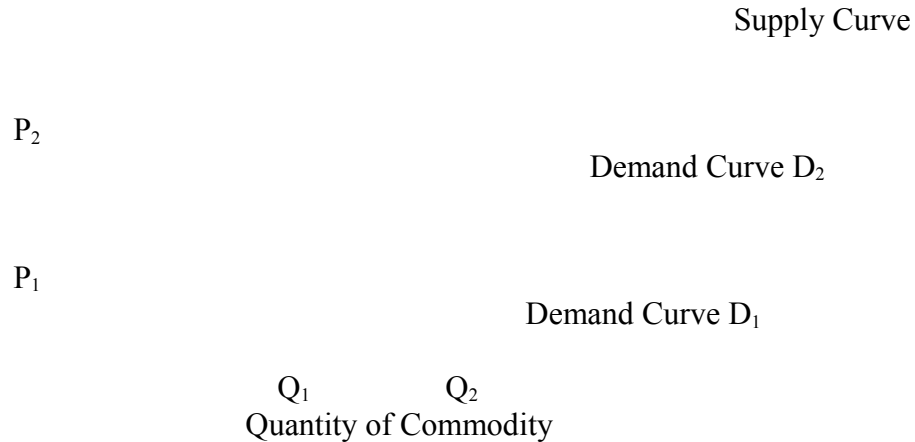 Supply Curve
P₂
Demand Curve D₂
P₁
Demand Curve D₁
Q₁ Q₂
Quantity of Commodity